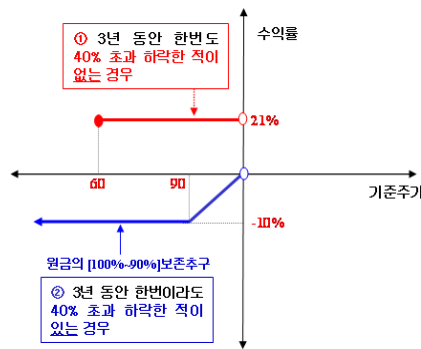 ① 3년 동안 한번도
40% 초과 하락한 적이
없는 경우
수익률
21%
60
90
기준주가
-10%
원금의 [100%~90%]보존추구
② 3년 동안 한번이라도
40% 초과 하락한 적이
있는 경우